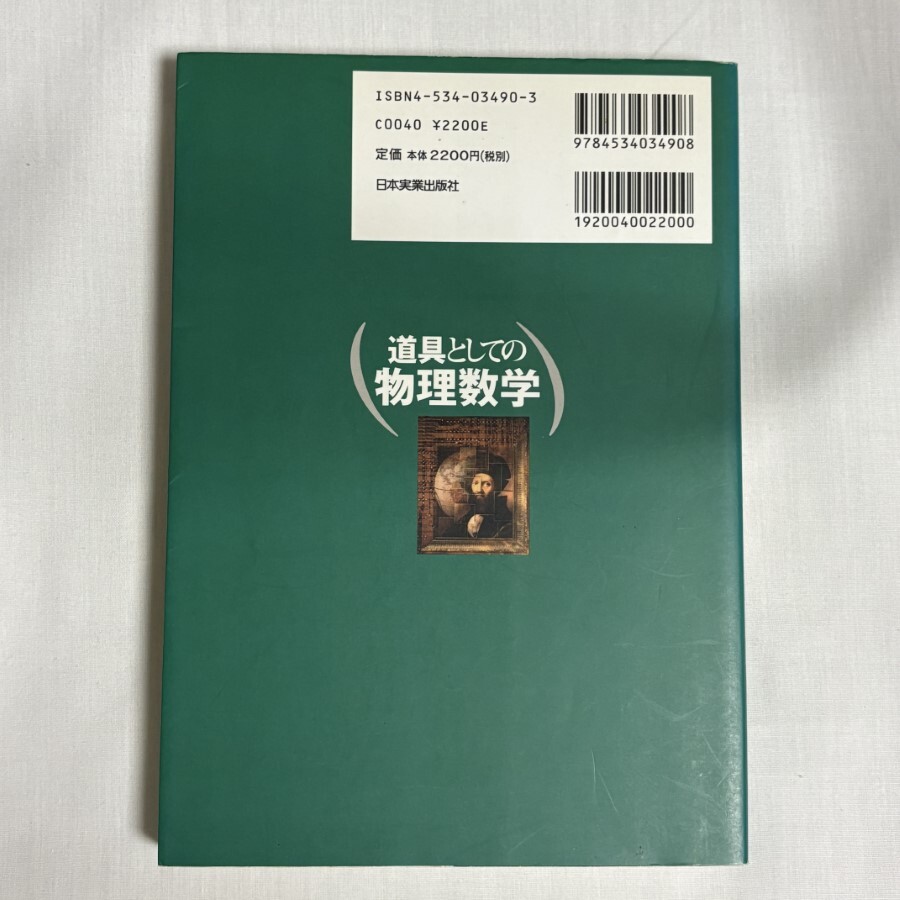 ISBN4-534-03490-3
C0040 ¥2200E
定価 本体2200円(税別)
日本実業出版社
9784534034908
1920040022000
道具としての
物理数学